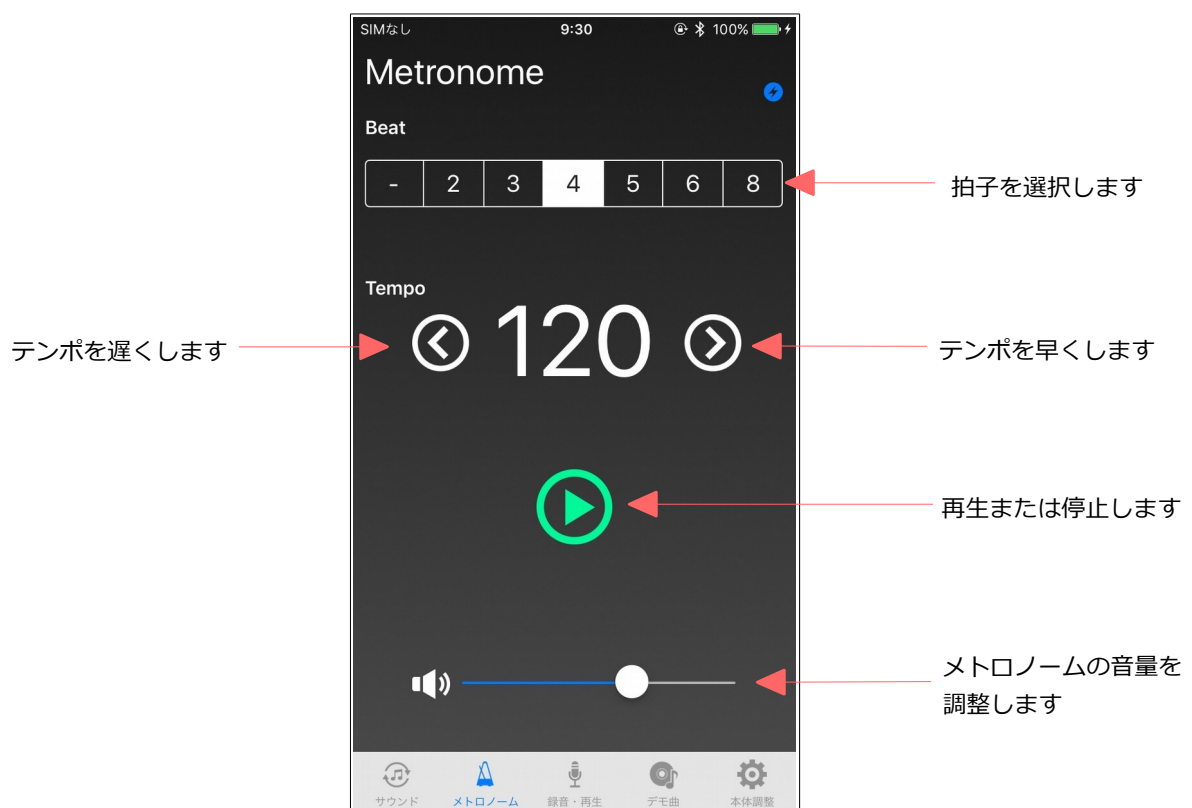 SIMなし 9:30 100%
Metronome
Beat
- 2 3 4 5 6 8
拍子を選択します
Tempo
120
テンポを遅くします
テンポを早くします
再生または停止します
メトロノームの音量を
調整します
サウンド メトロノーム 録音・再生 デモ曲 本体調整